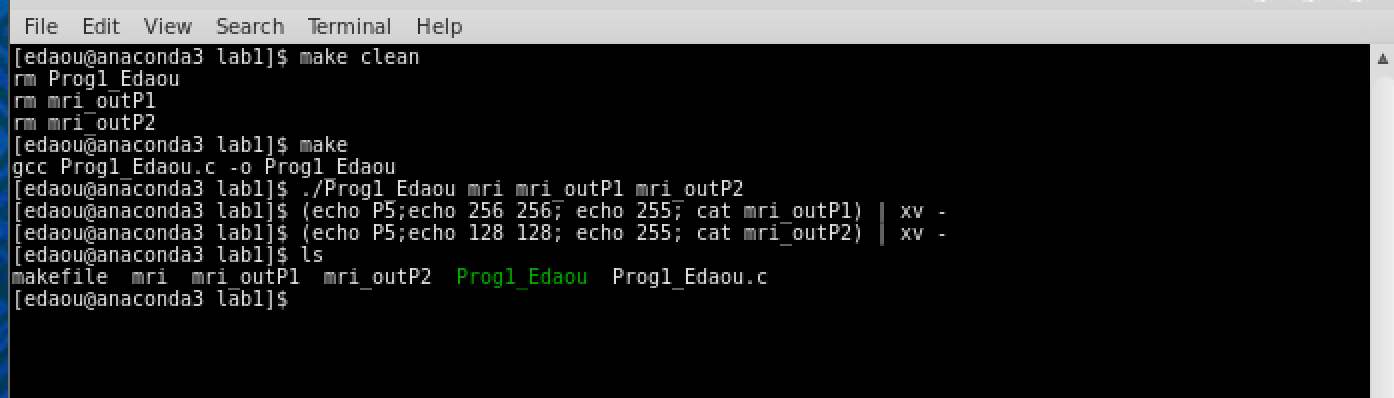 File Edit View Search Terminal Help
[edaou@anaconda3 lab1]$ make clean
rm Prog1_Edaou
rm mri_outP1
rm mri_outP2
[edaou@anaconda3 lab1]$ make
gcc Prog1_Edaou.c -o Prog1_Edaou
[edaou@anaconda3 lab1]$ ./Prog1_Edaou mri mri_outP1 mri_outP2
[edaou@anaconda3 lab1]$ (echo P5;echo 256 256; echo 255; cat mri_outP1) | xv -
[edaou@anaconda3 lab1]$ (echo P5;echo 128 128; echo 255; cat mri_outP2) | xv -
[edaou@anaconda3 lab1]$ ls
makefile  mri  mri_outP1  mri_outP2  Prog1_Edaou  Prog1_Edaou.c
[edaou@anaconda3 lab1]$